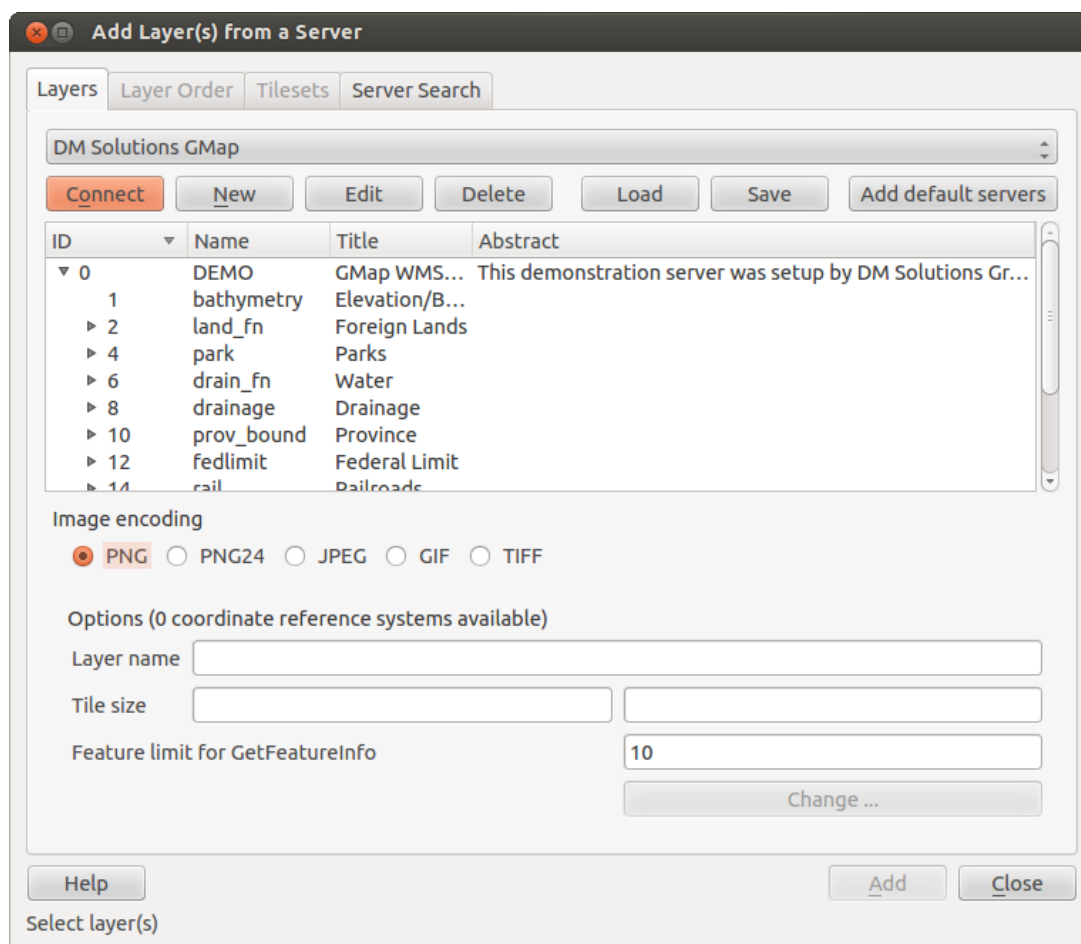 Add Layer(s) from a Server
Layers Layer Order Tilesets Server Search
DM Solutions GMap
Connect New Edit Delete Load Save Add default servers
ID Name Title Abstract
0 DEMO GMap WMS... This demonstration server was setup by DM Solutions Gr...
1 bathymetry Elevation/B...
2 land_fn Foreign Lands
4 park Parks
6 drain_fn Water
8 drainage Drainage
10 prov_bound Province
12 fedlimit Federal Limit
14 rail Railroads
Image encoding
PNG PNG24 JPEG GIF TIFF
Options (0 coordinate reference systems available)
Layer name
Tile size
Feature limit for GetFeatureInfo 10
Change ...
Help Add Close
Select layer(s)